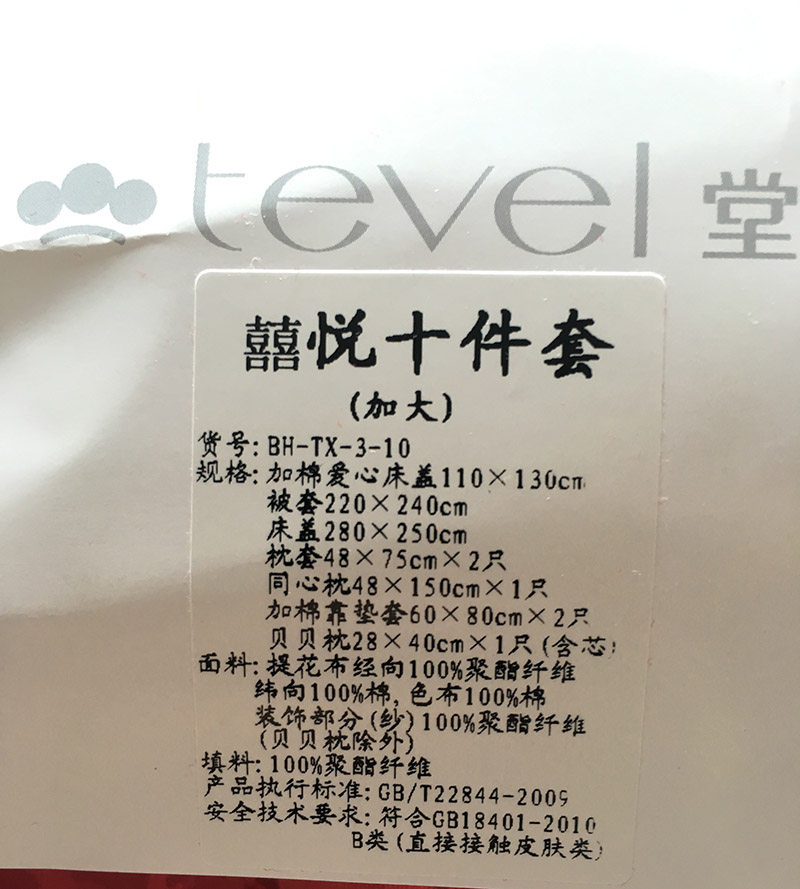 tevel 堂
囍悦十件套
(加大)
货号: BH-TX-3-10
规格: 加棉爱心床盖110×130cm
被套220×240cm
床盖280×250cm
枕套48×75cm×2只
同心枕48×150cm×1只
加棉靠垫套60×80cm×2只
贝贝枕28×40cm×1只(含芯)
面料: 提花布经向100%聚酯纤维
纬向100%棉, 色布100%棉
装饰部分(纱)100%聚酯纤维
(贝贝枕除外)
填料: 100%聚酯纤维
产品执行标准: GB/T22844-2009
安全技术要求: 符合GB18401-2010
B类(直接接触皮肤类)